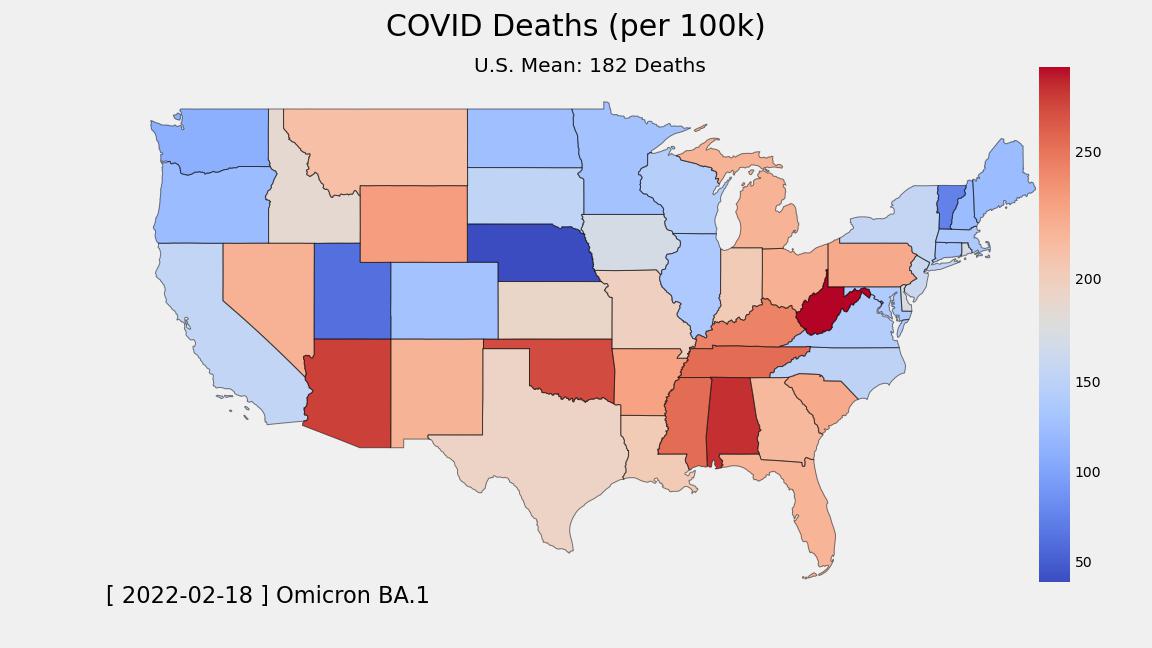 COVID Deaths (per 100k)
U.S. Mean: 182 Deaths
250
200
150
100
50
[ 2022-02-18 ] Omicron BA.1